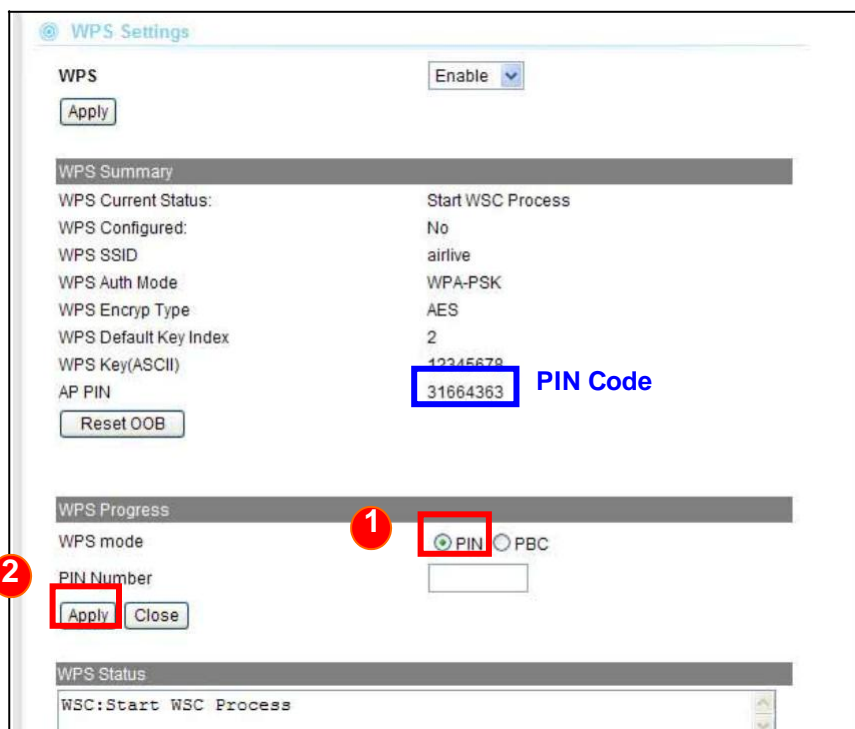 WPS Settings
WPS Enable
Apply
WPS Summary
WPS Current Status: Start WSC Process
WPS Configured: No
WPS SSID airlive
WPS Auth Mode WPA-PSK
WPS Encryp Type AES
WPS Default Key Index 2
WPS Key(ASCII) 12345678
AP PIN 31664363 PIN Code
Reset OOB
WPS Progress
WPS mode 1 PIN PBC
2 PIN Number
Apply Close
WPS Status
WSC:Start WSC Process